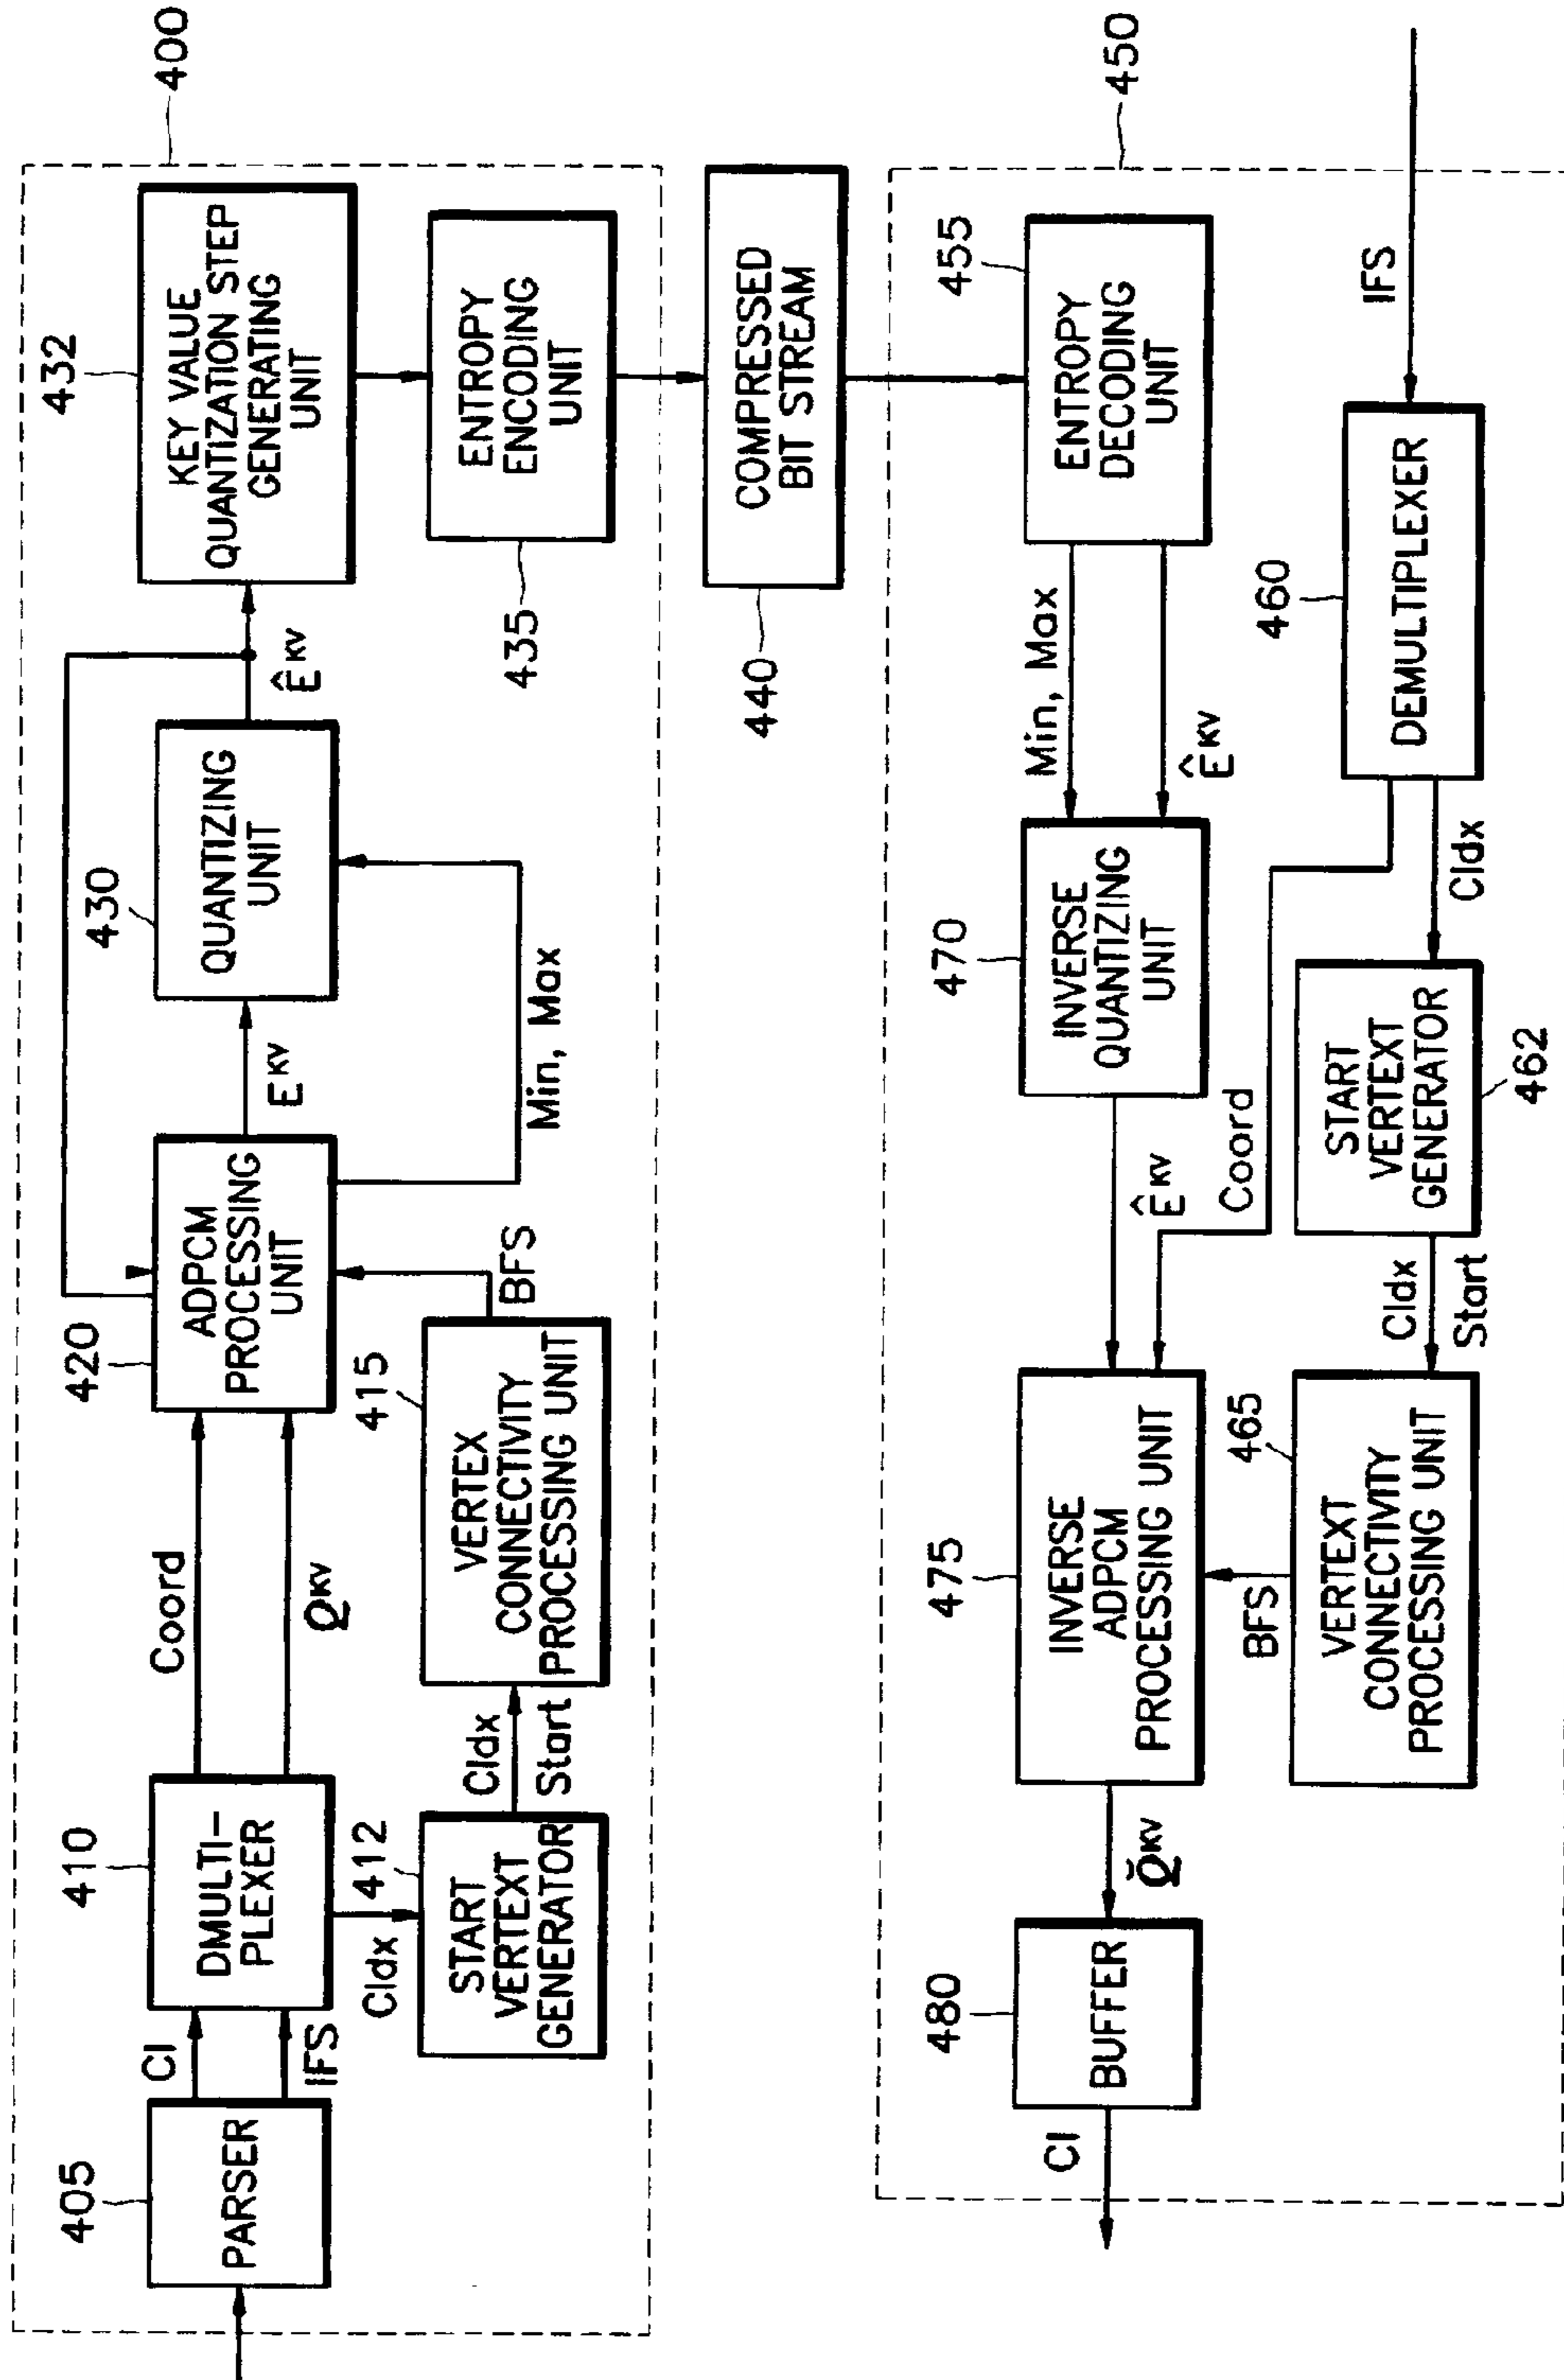 400
405
PARSER
CI
IFS
410
DMULTI-
PLEXER
Coord
Q^KV
CIdx
412
START
VERTEXT
GENERATOR
CIdx
Start
415
VERTEX
CONNECTIVITY
PROCESSING UNIT
BFS
420
ADPCM
PROCESSING
UNIT
E^KV
Min, Max
430
QUANTIZING
UNIT
Ê^KV
432
KEY VALUE
QUANTIZATION STEP
GENERATING
UNIT
ENTROPY
ENCODING
UNIT
435
COMPRESSED
BIT STREAM
440
450
455
ENTROPY
DECODING
UNIT
Min, Max
Ê^KV
470
INVERSE
QUANTIZING
UNIT
Ê^KV
Coord
IFS
460
DEMULTIPLEXER
CIdx
START
VERTEXT
GENERATOR
462
CIdx
Start
465
VERTEXT
CONNECTIVITY
PROCESSING UNIT
BFS
475
INVERSE
ADPCM
PROCESSING UNIT
Q̌^KV
480
BUFFER
CI